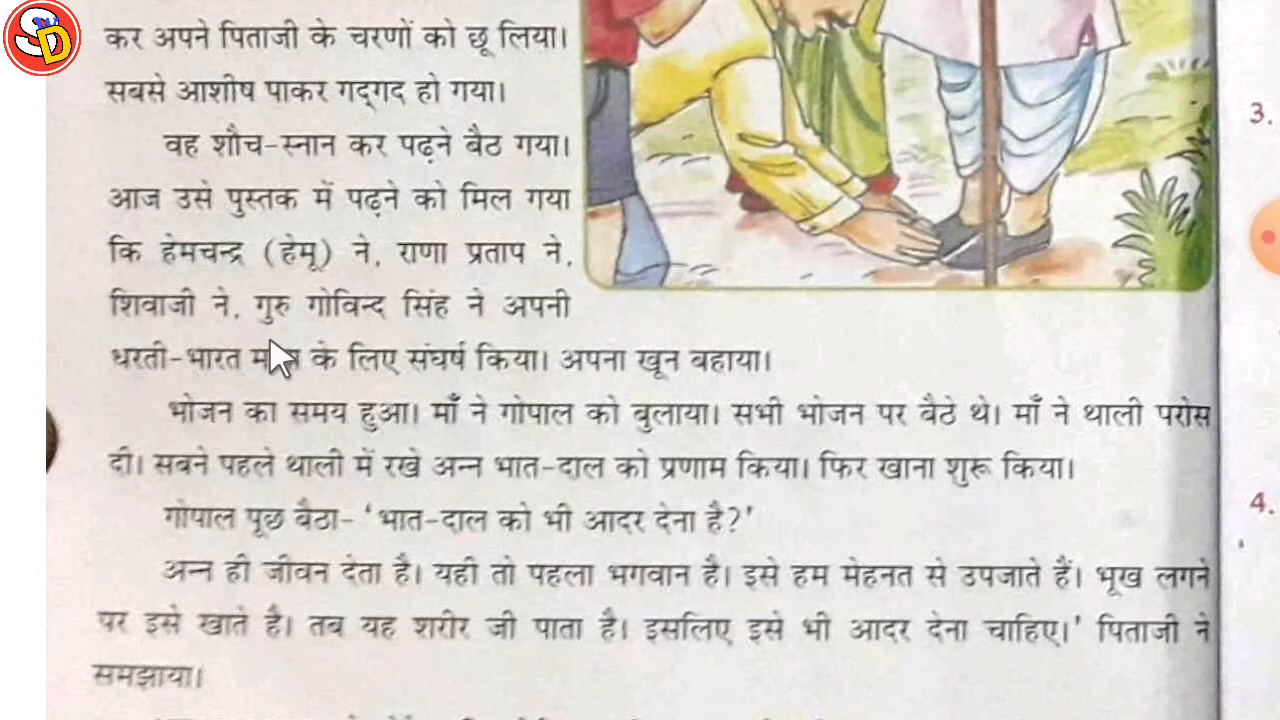 SD
कर अपने पिताजी के चरणों को छू लिया।
सबसे आशीष पाकर गद्गद हो गया।
वह शौच-स्नान कर पढ़ने बैठ गया।
आज उसे पुस्तक में पढ़ने को मिल गया
कि हेमचन्द्र (हेमू) ने, राणा प्रताप ने,
शिवाजी ने, गुरु गोविन्द सिंह ने अपनी
धरती-भारत के लिए संघर्ष किया। अपना खून बहाया।
भोजन का समय हुआ। माँ ने गोपाल को बुलाया। सभी भोजन पर बैठे थे। माँ ने थाली परोस
दी। सबने पहले थाली में रखे अन्न भात-दाल को प्रणाम किया। फिर खाना शुरू किया।
गोपाल पूछ बैठा- 'भात-दाल को भी आदर देना है?'
अन्न ही जीवन देता है। यही तो पहला भगवान है। इसे हम मेहनत से उपजाते हैं। भूख लगने
पर इसे खाते है। तब यह शरीर जी पाता है। इसलिए इसे भी आदर देना चाहिए।' पिताजी ने
समझाया।
3.
4.